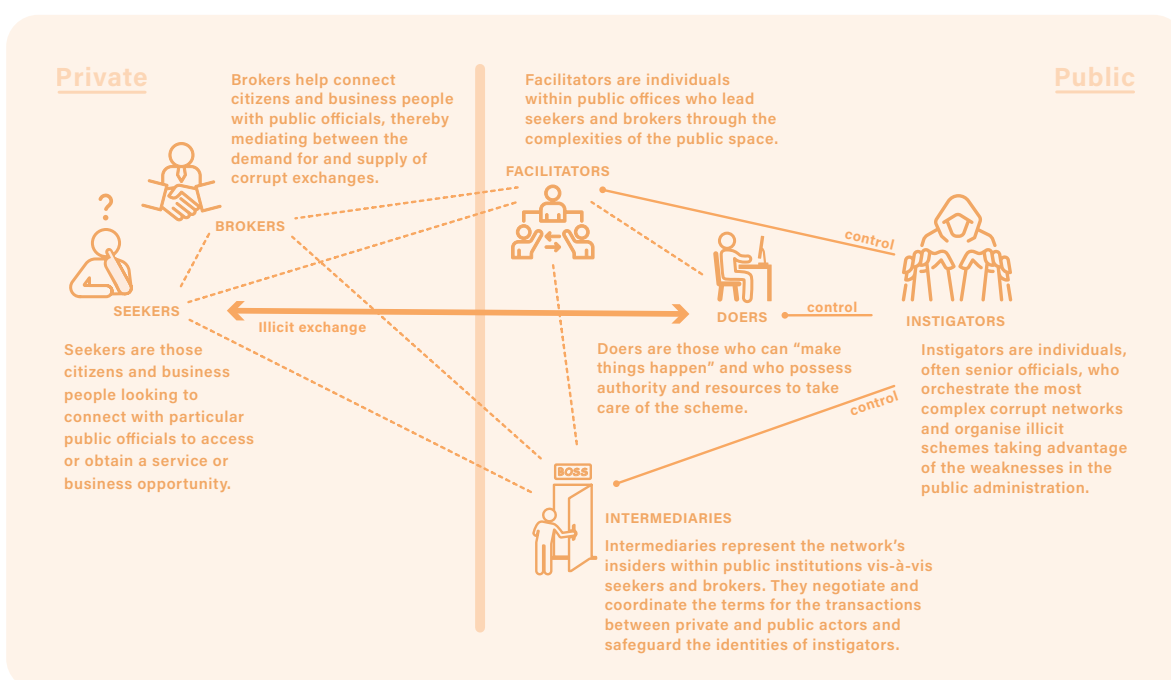 Private
Public
Brokers help connect
citizens and business people
with public officials, thereby
mediating between the
demand for and supply of
corrupt exchanges.
Facilitators are individuals
within public offices who lead
seekers and brokers through the
complexities of the public space.
FACILITATORS
?
BROKERS
control
SEEKERS
Illicit exchange
DOERS
control
INSTIGATORS
Seekers are those
citizens and business
people looking to
connect with particular
public officials to access
or obtain a service or
business opportunity.
Doers are those who can “make
things happen” and who possess
authority and resources to take
care of the scheme.
control
Instigators are individuals,
often senior officials, who
orchestrate the most
complex corrupt networks
and organise illicit
schemes taking advantage
of the weaknesses in the
public administration.
BOSS
INTERMEDIARIES
Intermediaries represent the network’s
insiders within public institutions vis-à-vis
seekers and brokers. They negotiate and
coordinate the terms for the transactions
between private and public actors and
safeguard the identities of instigators.